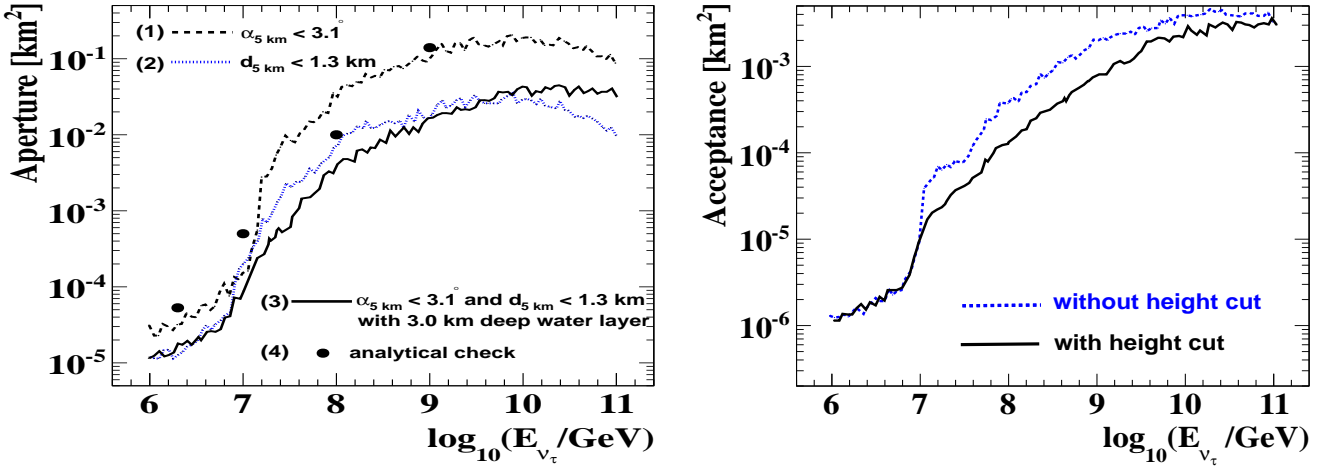 Aperture [km²]
10⁻¹
10⁻²
10⁻³
10⁻⁴
10⁻⁵
(1) α₅ ₖₘ < 3.1°
(2) d₅ ₖₘ < 1.3 km
(3) α₅ ₖₘ < 3.1° and d₅ ₖₘ < 1.3 km
with 3.0 km deep water layer
(4) analytical check
6 7 8 9 10 11
log₁₀(E_ντ /GeV)
Acceptance [km²]
10⁻³
10⁻⁴
10⁻⁵
10⁻⁶
without height cut
with height cut
6 7 8 9 10 11
log₁₀(E_ντ /GeV)